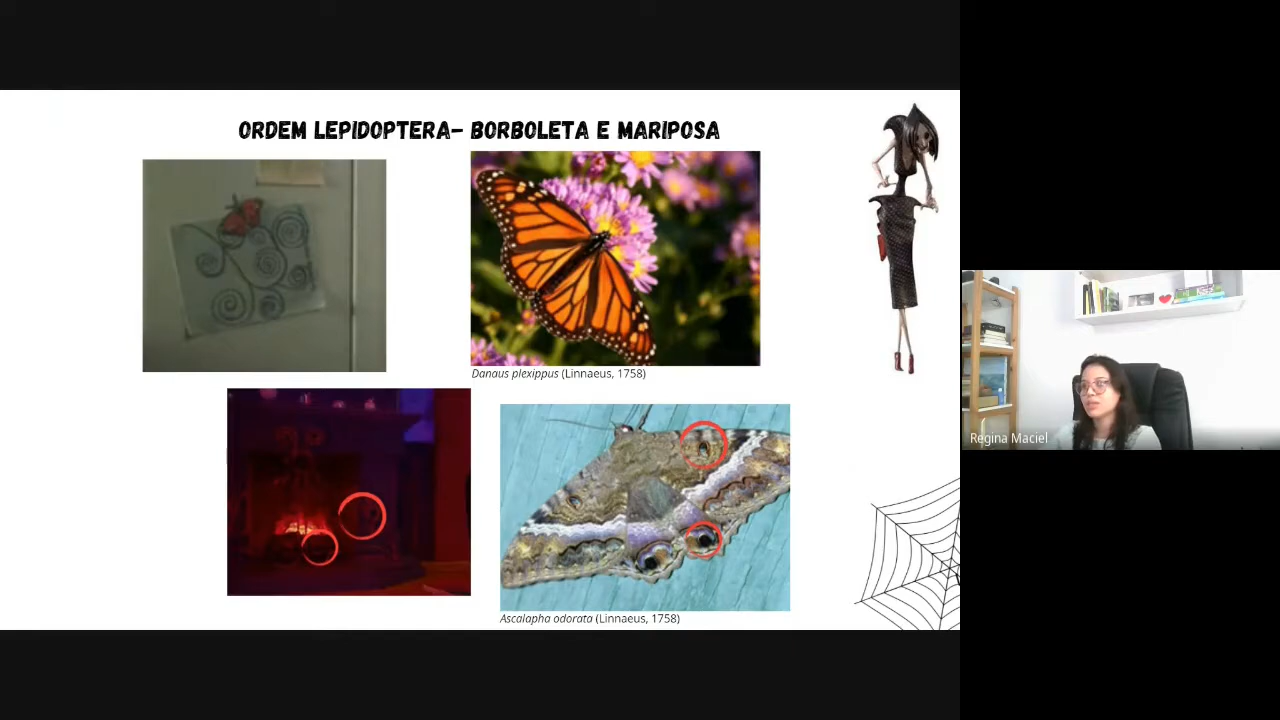 ORDEM LEPIDOPTERA– BORBOLETA E MARIPOSA
Danaus plexippus (Linnaeus, 1758)
Regina Maciel
Ascalapha odorata (Linnaeus, 1758)